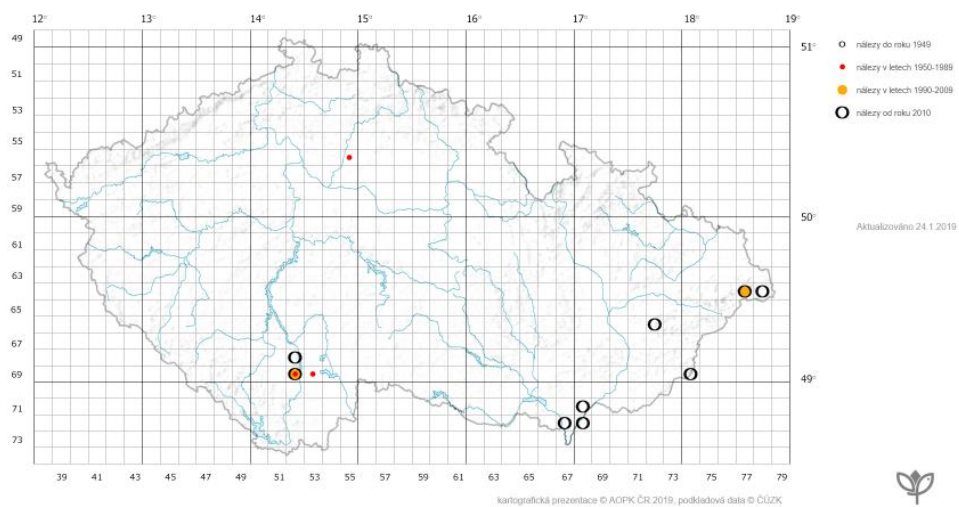 12° 13° 14° 15° 16° 17° 18° 19°
49
51°
nálezy do roku 1949
51
nálezy v letech 1950-1989
53
nálezy v letech 1990-2009
nálezy od roku 2010
55
57
59
50°
Aktualizováno 24.1.2019
61
63
65
67
69
49°
71
73
39 41 43 45 47 49 51 53 55 57 59 61 63 65 67 69 71 73 75 77 79
kartografická prezentace © AOPK ČR 2019, podkladová data © ČÚZK